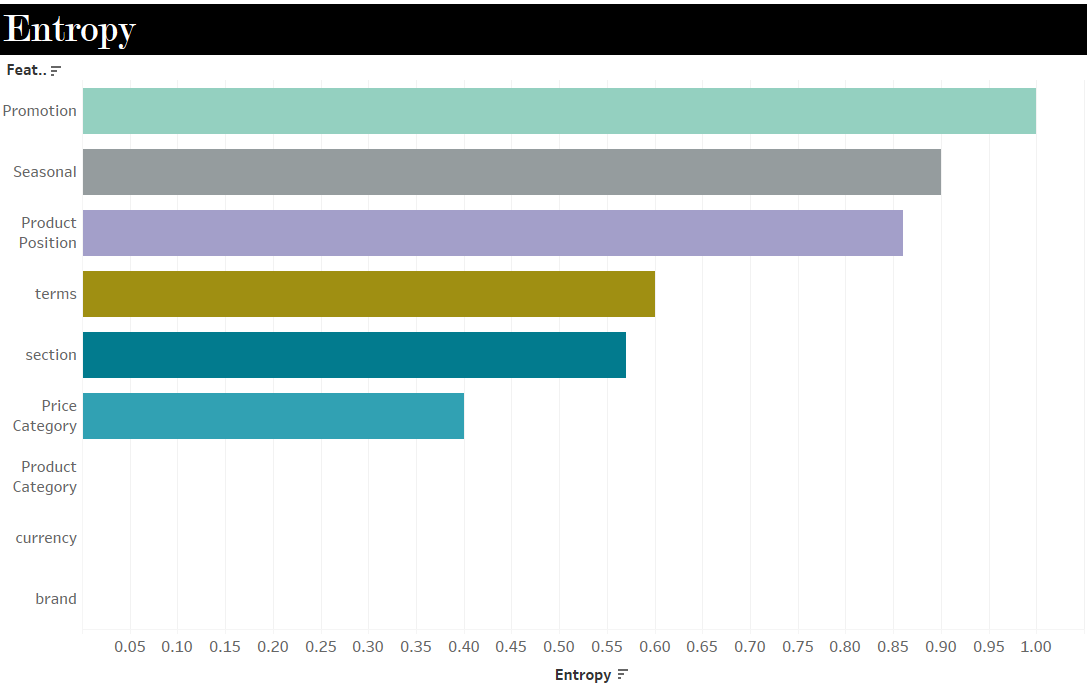 Entropy
Feat..
Promotion
Seasonal
Product
Position
terms
section
Price
Category
Product
Category
currency
brand
0.05 0.10 0.15 0.20 0.25 0.30 0.35 0.40 0.45 0.50 0.55 0.60 0.65 0.70 0.75 0.80 0.85 0.90 0.95 1.00
Entropy